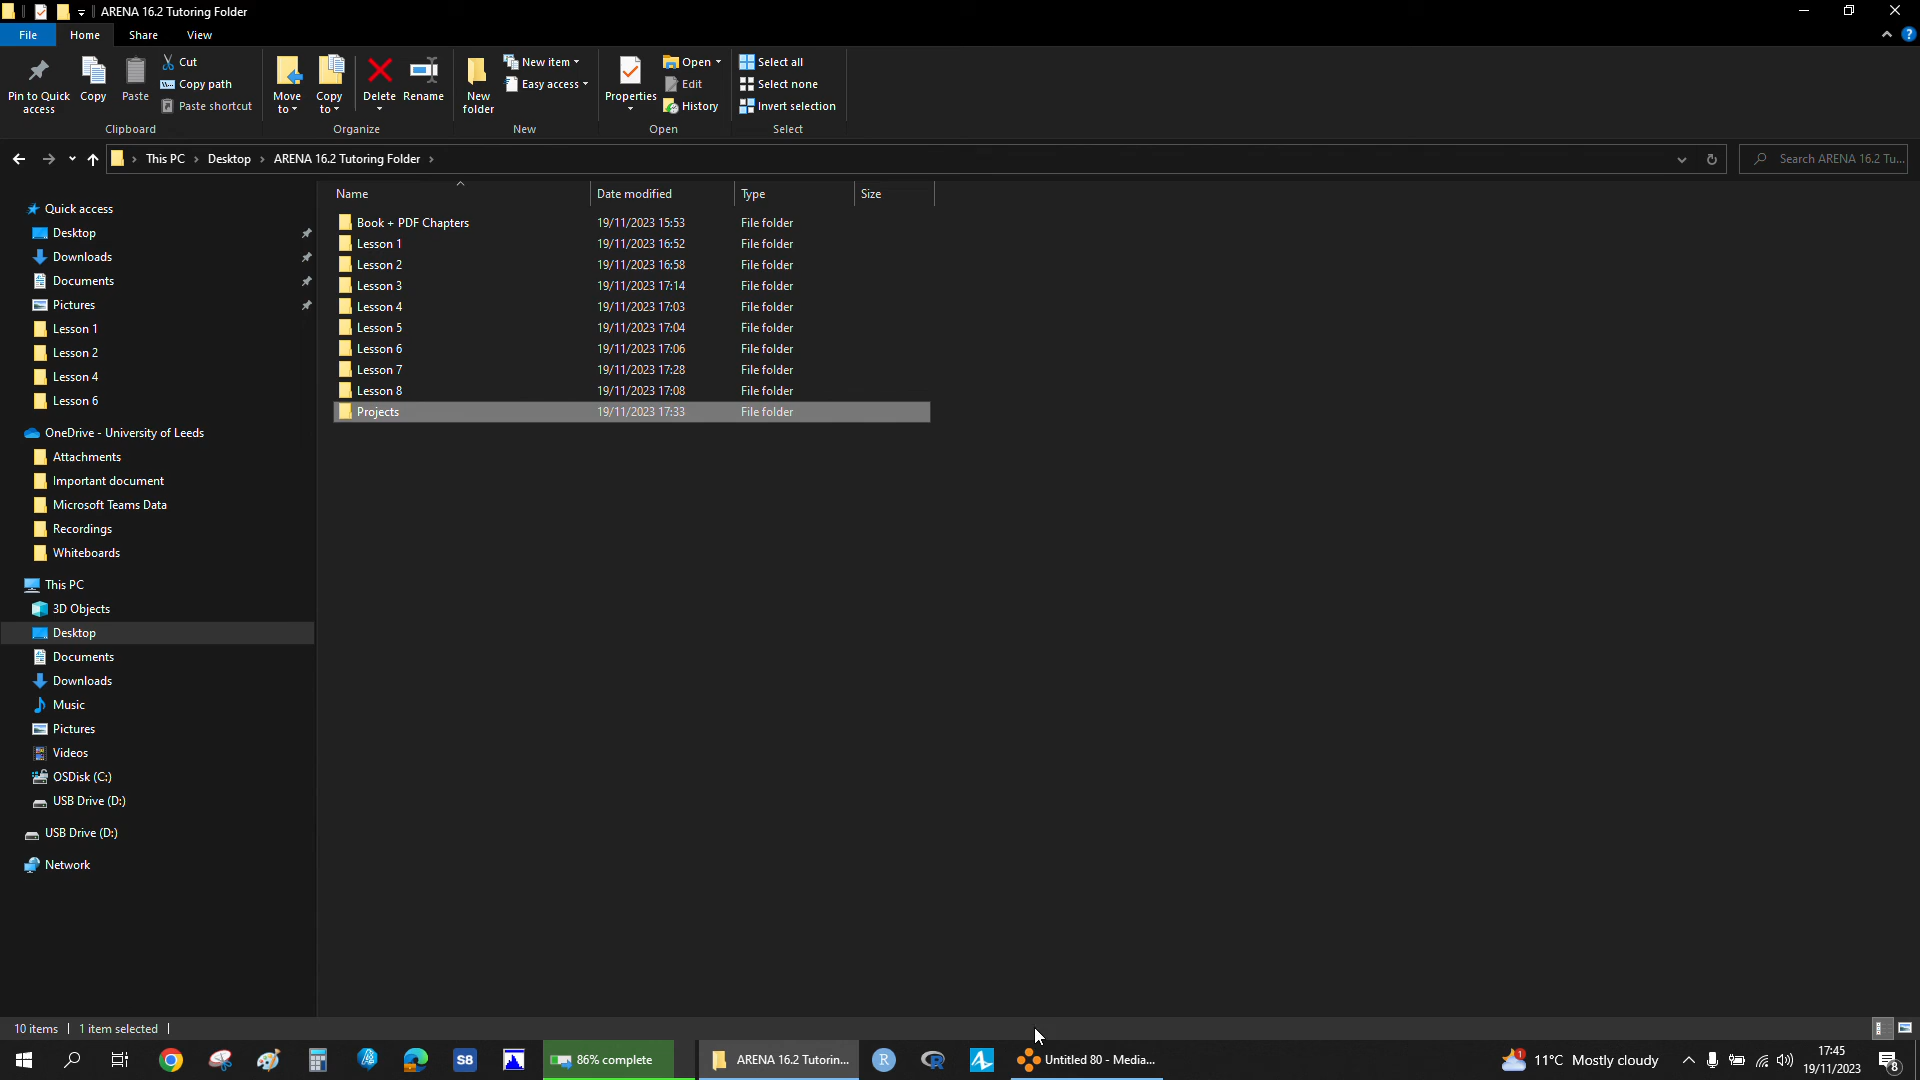 ARENA 16.2 Tutoring Folder
File Home Share View
Pin to Quick access
Copy
Paste
Cut
Copy path
Paste shortcut
Clipboard
Move to
Copy to
Delete
Rename
Organize
New folder
New item
Easy access
New
Properties
Open
Edit
History
Open
Select all
Select none
Invert selection
Select
This PC Desktop ARENA 16.2 Tutoring Folder
Search ARENA 16.2 Tu...
Name Date modified Type Size
Book + PDF Chapters 19/11/2023 15:53 File folder
Lesson 1 19/11/2023 16:52 File folder
Lesson 2 19/11/2023 16:58 File folder
Lesson 3 19/11/2023 17:14 File folder
Lesson 4 19/11/2023 17:03 File folder
Lesson 5 19/11/2023 17:04 File folder
Lesson 6 19/11/2023 17:06 File folder
Lesson 7 19/11/2023 17:28 File folder
Lesson 8 19/11/2023 17:08 File folder
Projects 19/11/2023 17:33 File folder
Quick access
Desktop
Downloads
Documents
Pictures
Lesson 1
Lesson 2
Lesson 4
Lesson 6
OneDrive - University of Leeds
Attachments
Important document
Microsoft Teams Data
Recordings
Whiteboards
This PC
3D Objects
Desktop
Documents
Downloads
Music
Pictures
Videos
OSDisk (C:)
USB Drive (D:)
USB Drive (D:)
Network
10 items 1 item selected
S8
86% complete
ARENA 16.2 Tutorin...
R
R
Untitled 80 - Media...
1
11°C Mostly cloudy
17:45
19/11/2023
8